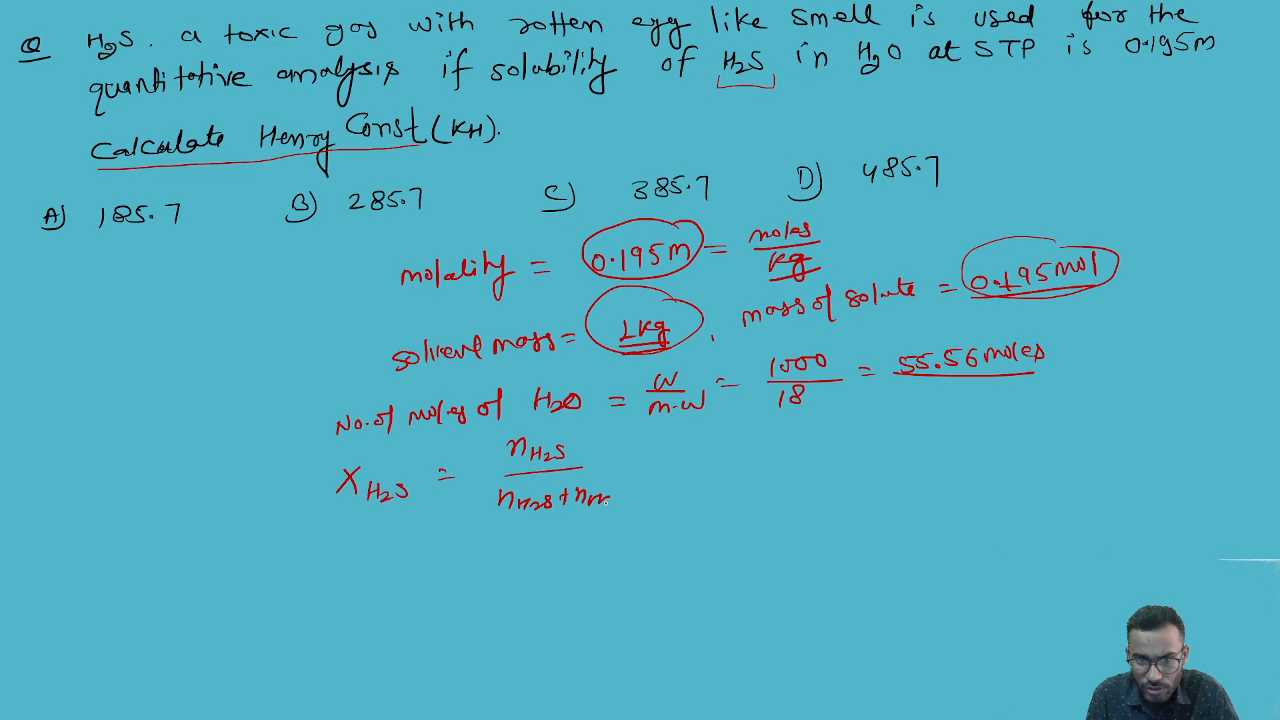 Q H2S. a toxic gas with rotten egg like smell is used for the
quantitative analysis if solubility of H2S in H2O at STP is 0.195m
Calculate Henry Const (KH).
A) 185.7 B) 285.7 C) 385.7 D) 485.7
molality = 0.195m = moles/kg
solvent mass = 1kg, mass of solute = 0.195mol
No. of moles of H2O = w/m.w = 1000/18 = 55.56 moles
XH2S = nH2S/nH2S + nH